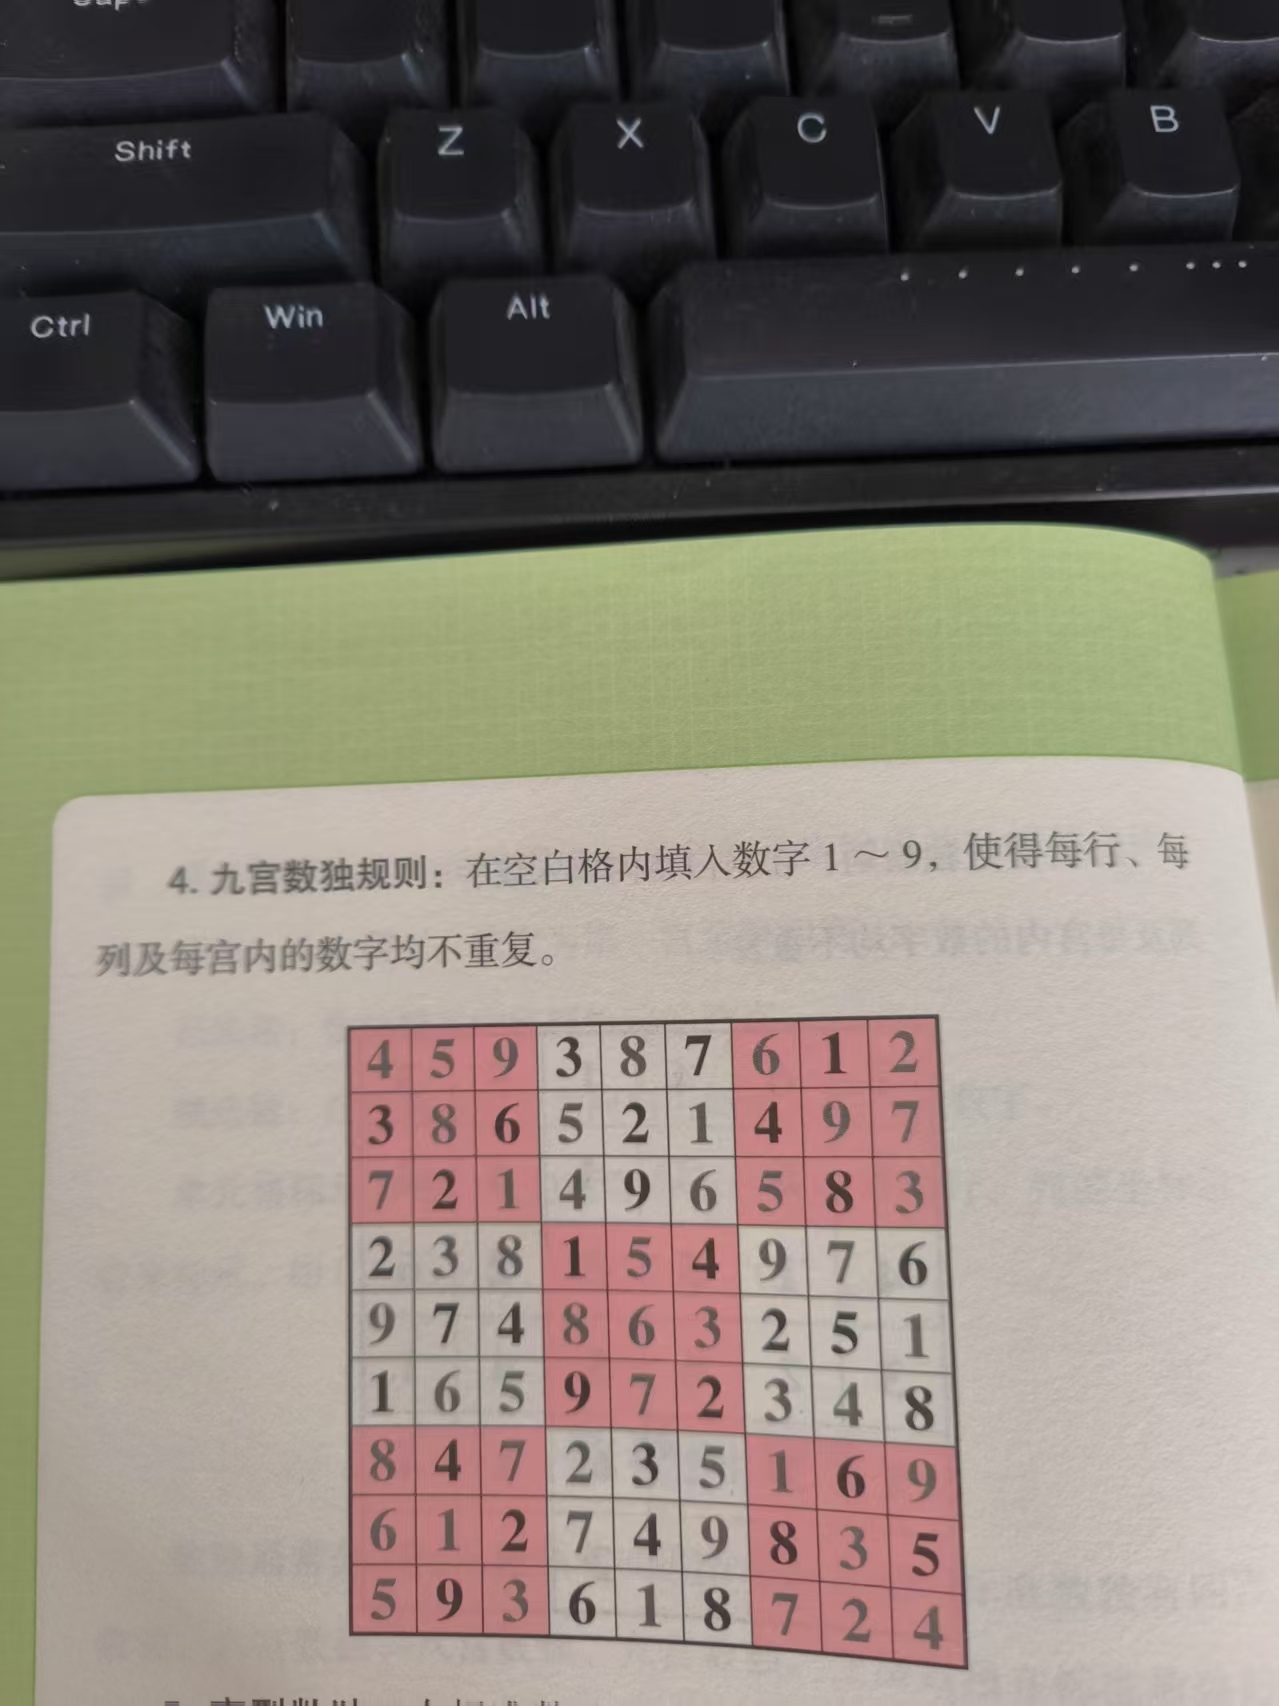 Shift Z X C V B
Ctrl Win Alt
4. 九宫数独规则：在空白格内填入数字 1 ～ 9，使得每行、每
列及每宫内的数字均不重复。
4 5 9 3 8 7 6 1 2
3 8 6 5 2 1 4 9 7
7 2 1 4 9 6 5 8 3
2 3 8 1 5 4 9 7 6
9 7 4 8 6 3 2 5 1
1 6 5 9 7 2 3 4 8
8 4 7 2 3 5 1 6 9
6 1 2 7 4 9 8 3 5
5 9 3 6 1 8 7 2 4